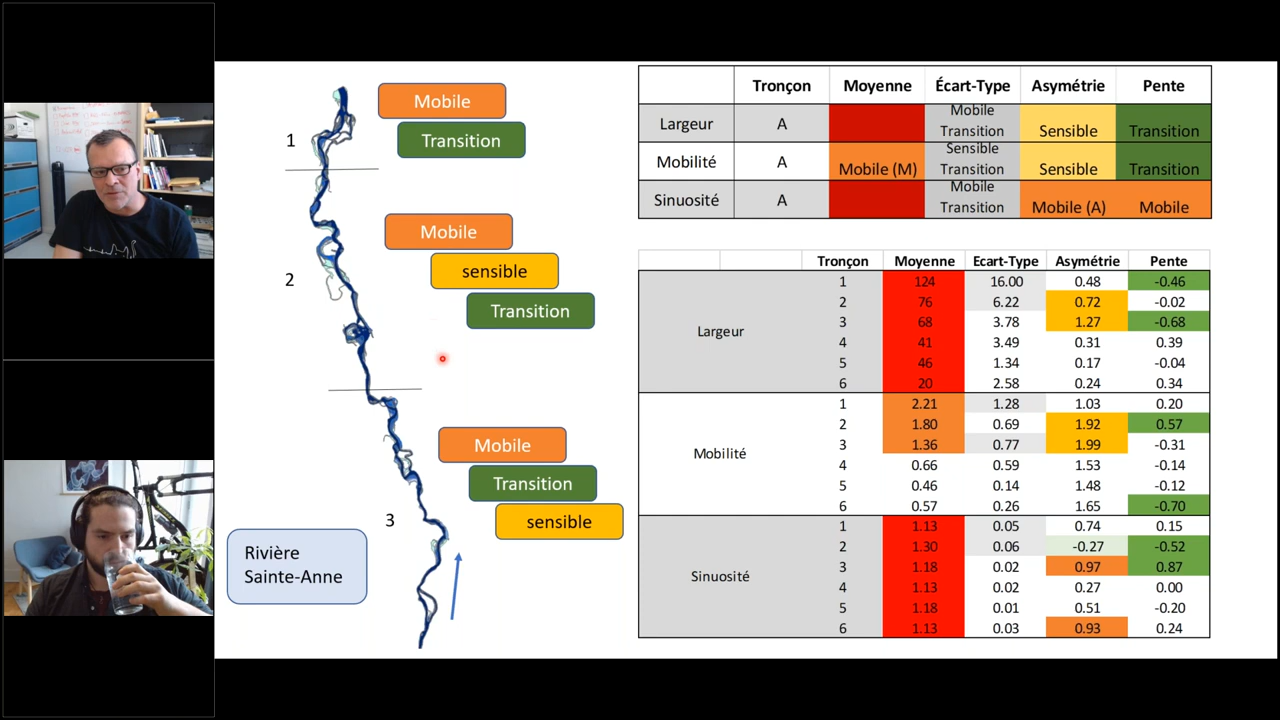 1
Mobile
Transition
2
Mobile
sensible
Transition
3
Mobile
Transition
sensible
Rivière
Sainte-Anne
Tronçon Moyenne Écart-Type Asymétrie Pente
Largeur A Mobile Transition Sensible Transition
Mobilité A Mobile (M) Sensible Transition Sensible Transition
Sinuosité A Mobile Transition Mobile (A) Mobile
Tronçon Moyenne Ecart-Type Asymétrie Pente
Largeur
1 124 16.00 0.48 -0.46
2 76 6.22 0.72 -0.02
3 68 3.78 1.27 -0.68
4 41 3.49 0.31 0.39
5 46 1.34 0.17 -0.04
6 20 2.58 0.24 0.34
Mobilité
1 2.21 1.28 1.03 0.20
2 1.80 0.69 1.92 0.57
3 1.36 0.77 1.99 -0.31
4 0.66 0.59 1.53 -0.14
5 0.46 0.14 1.48 -0.12
6 0.57 0.26 1.65 -0.70
Sinuosité
1 1.13 0.05 0.74 0.15
2 1.30 0.06 -0.27 -0.52
3 1.18 0.02 0.97 0.87
4 1.13 0.02 0.27 0.00
5 1.18 0.01 0.51 -0.20
6 1.13 0.03 0.93 0.24